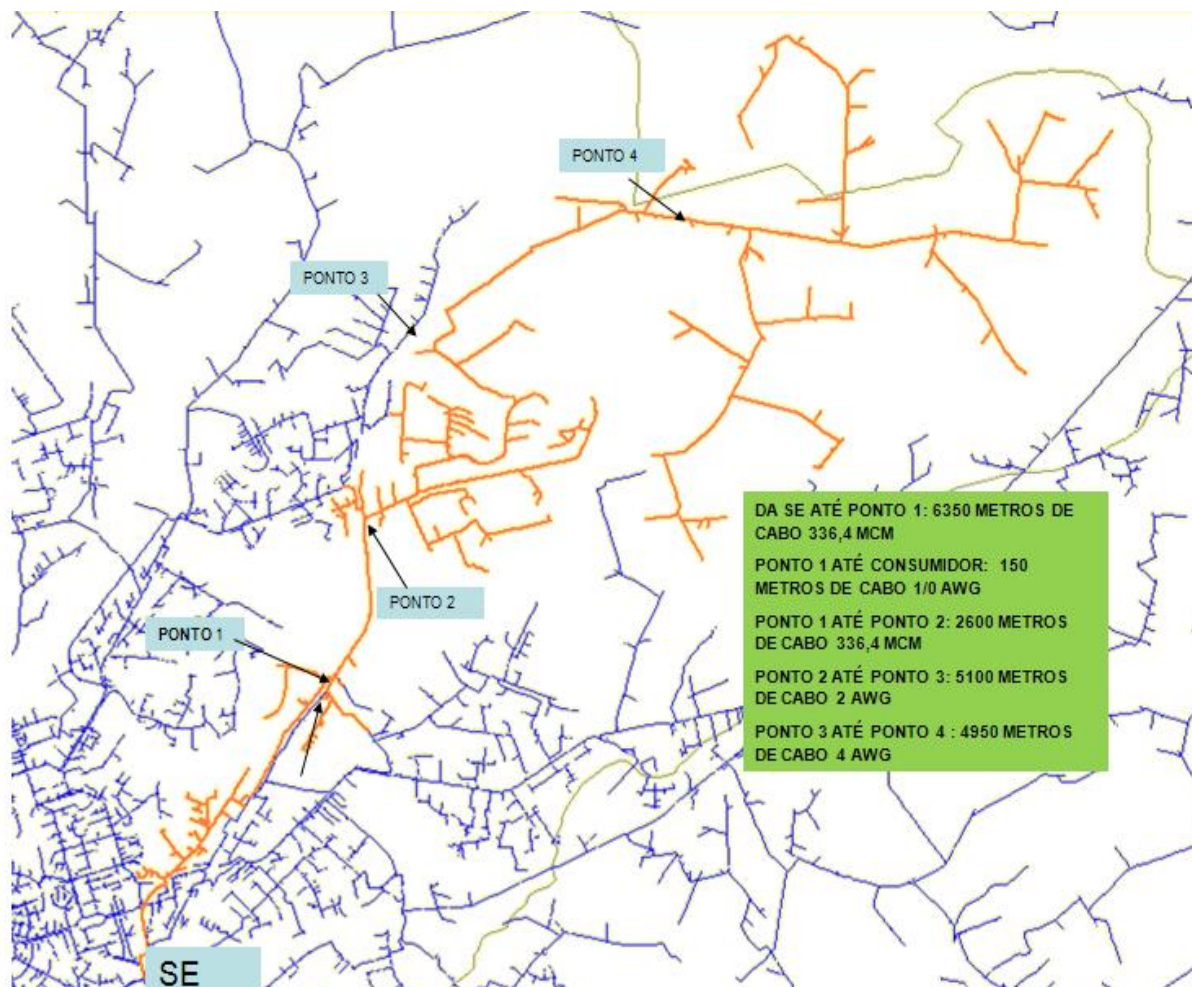 PONTO 4
PONTO 3
PONTO 2
PONTO 1
DA SE ATÉ PONTO 1: 6350 METROS DE
CABO 336,4 MCM
PONTO 1 ATÉ CONSUMIDOR: 150
METROS DE CABO 1/0 AWG
PONTO 1 ATÉ PONTO 2: 2600 METROS
DE CABO 336,4 MCM
PONTO 2 ATÉ PONTO 3: 5100 METROS
DE CABO 2 AWG
PONTO 3 ATÉ PONTO 4 : 4950 METROS
DE CABO 4 AWG
SE